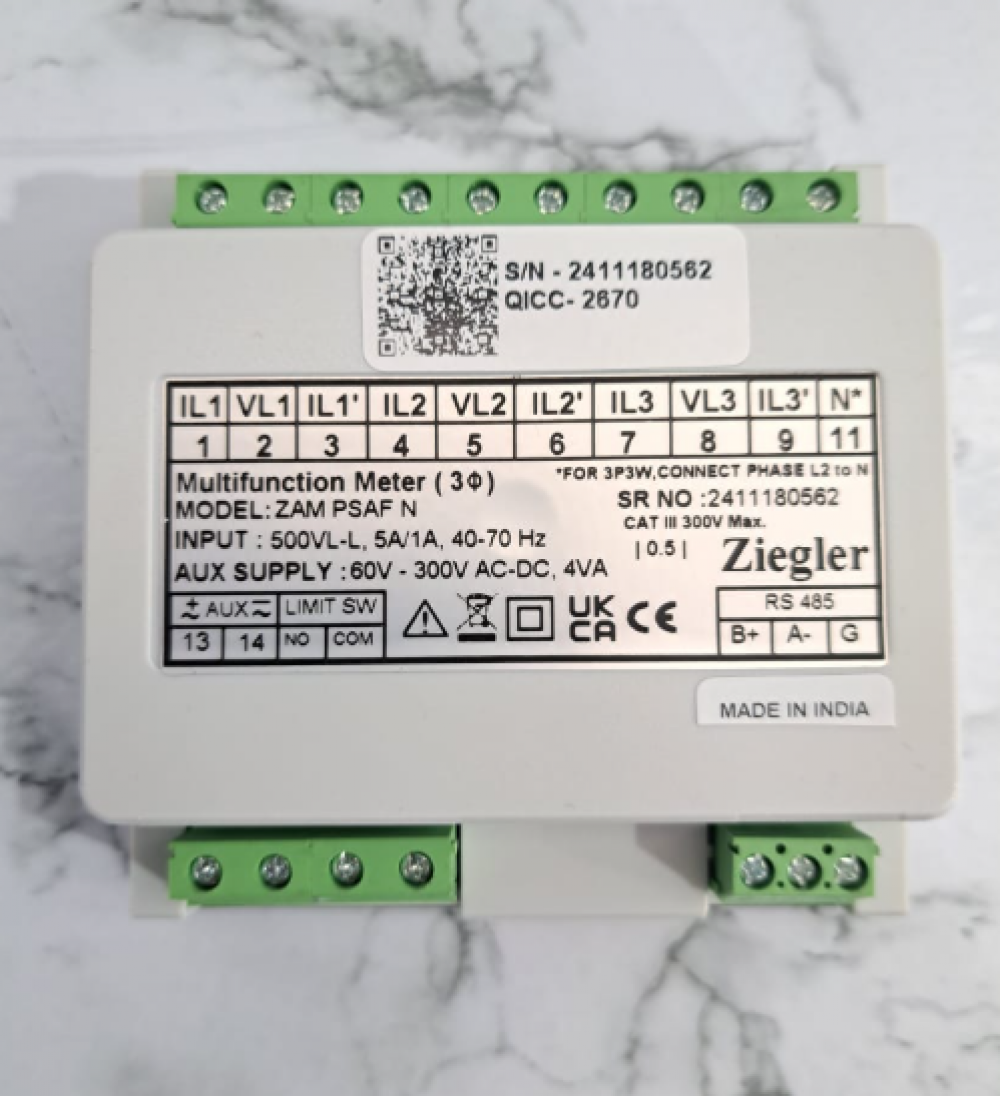 S/N - 2411180562
QICC- 2670
IL1 VL1 IL1' IL2 VL2 IL2' IL3 VL3 IL3' N*
1 2 3 4 5 6 7 8 9 11
Multifunction Meter ( 3Φ)
*FOR 3P3W,CONNECT PHASE L2 to N
MODEL: ZAM PSAF N
SR NO :2411180562
CAT III 300V Max.
INPUT : 500VL-L, 5A/1A, 40-70 Hz
| 0.5 |
Ziegler
AUX SUPPLY : 60V - 300V AC-DC, 4VA
AUX LIMIT SW
13 14 NO COM
UK
CA CE
RS 485
B+ A- G
MADE IN INDIA